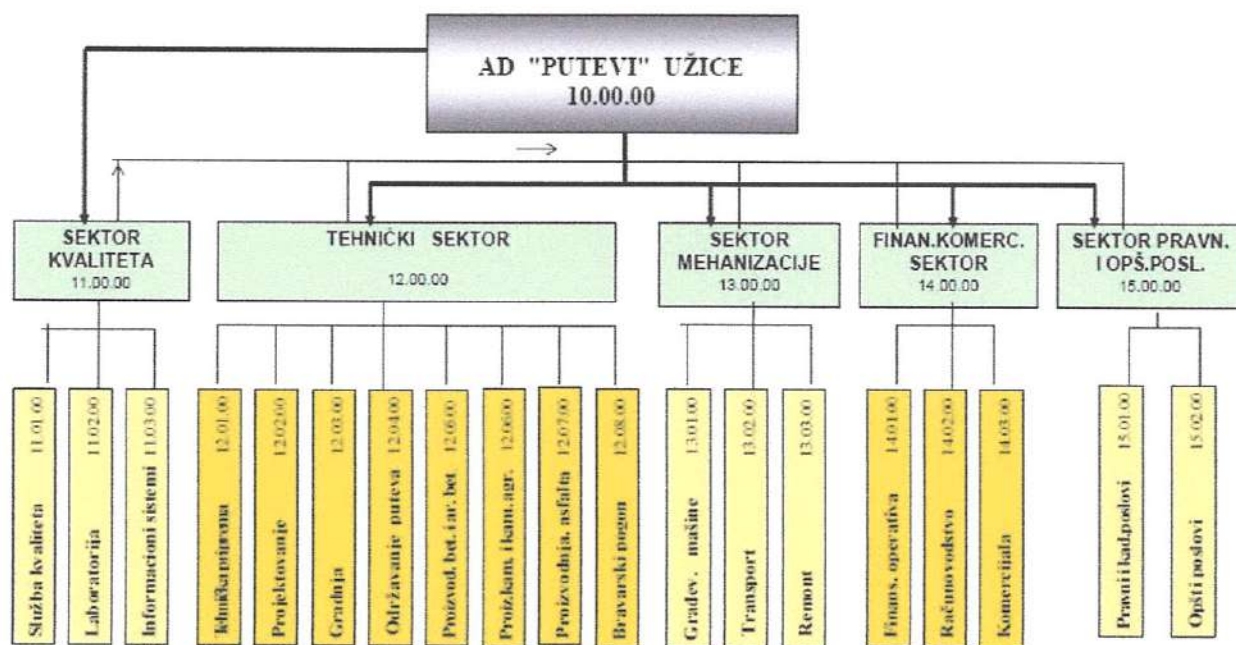 AD "PUTEVI" UŽICE
10.00.00
SEKTOR
KVALITETA
11.00.00
TEHNIČKI SEKTOR
12.00.00
SEKTOR
MEHANIZACIJE
13.00.00
FINAN.KOMERC.
SEKTOR
14.00.00
SEKTOR PRAVN.
I OPŠ.POSL.
15.00.00
Služba kvaliteta 11.01.00
Laboratorija 11.02.00
Informacioni sistemi 11.03.00
Tehnička priprema 12.01.00
Projektovanje 12.02.00
Gradnja 12.03.00
Održavanje puteva 12.04.00
Proizvod. bet. i ar. bet 12.05.00
Proiz.kam. i kam. agr. 12.06.00
Proizvodnja. asfalta 12.07.00
Bravarski pogon 12.08.00
Građev. mašine 13.01.00
Transport 13.02.00
Remont 13.03.00
Finans. operativa 14.01.00
Računovodstvo 14.02.00
Komercijala 14.03.00
Pravni i kad.poslovi 15.01.00
Opšti poslovi 15.02.00